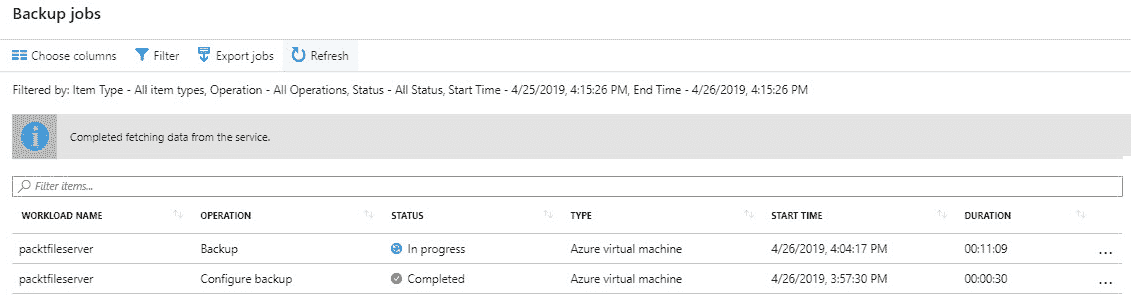 Backup jobs
Choose columns Filter Export jobs Refresh
Filtered by: Item Type - All item types, Operation - All Operations, Status - All Status, Start Time - 4/25/2019, 4:15:26 PM, End Time - 4/26/2019, 4:15:26 PM
Completed fetching data from the service.
Filter items...
WORKLOAD NAME OPERATION STATUS TYPE START TIME DURATION
packtfileserver Backup In progress Azure virtual machine 4/26/2019, 4:04:17 PM 00:11:09 ...
packtfileserver Configure backup Completed Azure virtual machine 4/26/2019, 3:57:30 PM 00:00:30 ...